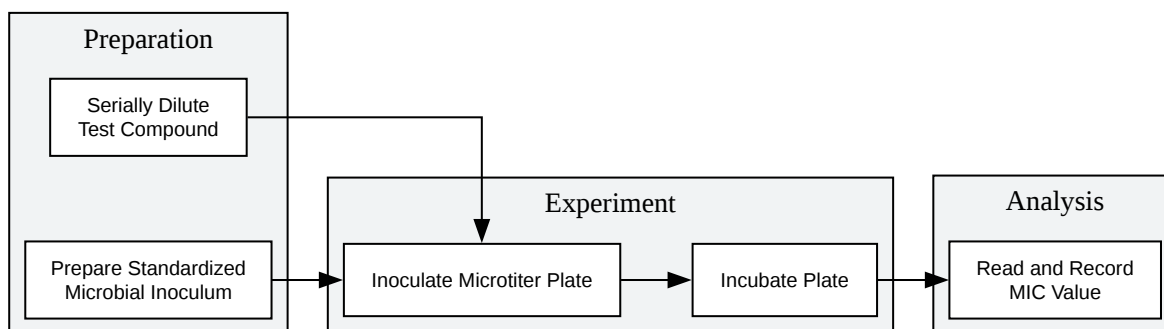 Preparation
Serially Dilute
Test Compound
Prepare Standardized
Microbial Inoculum
Experiment
Inoculate Microtiter Plate
Incubate Plate
Analysis
Read and Record
MIC Value